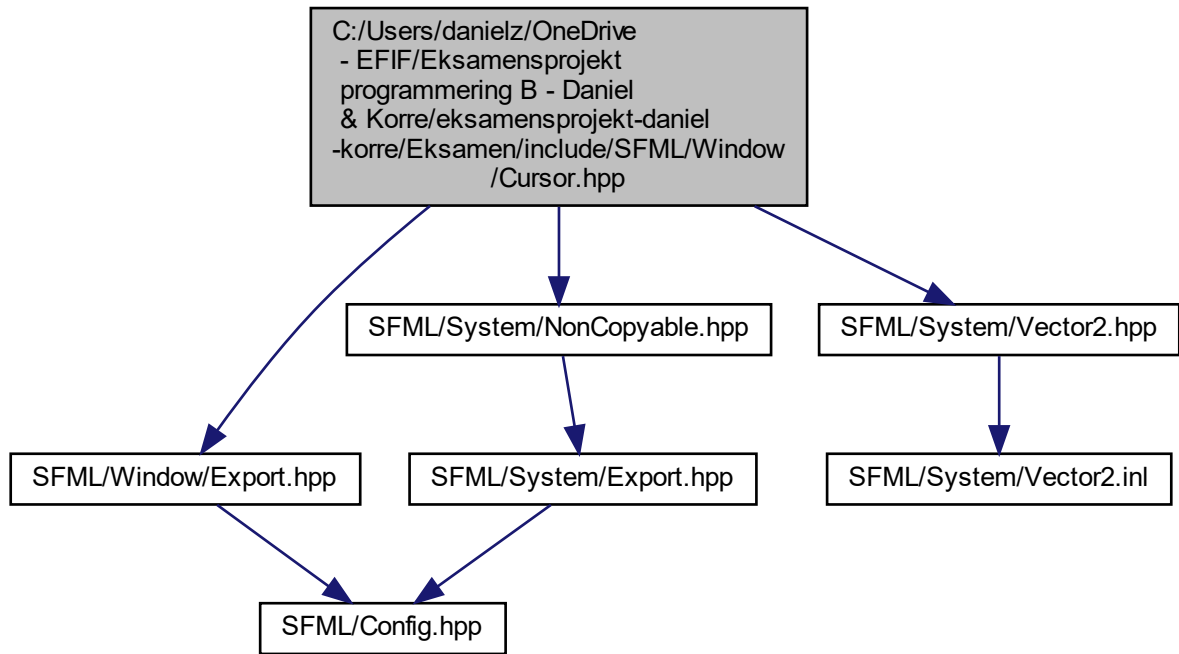 C:/Users/danielz/OneDrive
- EFIF/Eksamensprojekt
programmering B - Daniel
& Korre/eksamensprojekt-daniel
-korre/Eksamen/include/SFML/Window
/Cursor.hpp
SFML/System/NonCopyable.hpp
SFML/System/Vector2.hpp
SFML/Window/Export.hpp
SFML/System/Export.hpp
SFML/System/Vector2.inl
SFML/Config.hpp